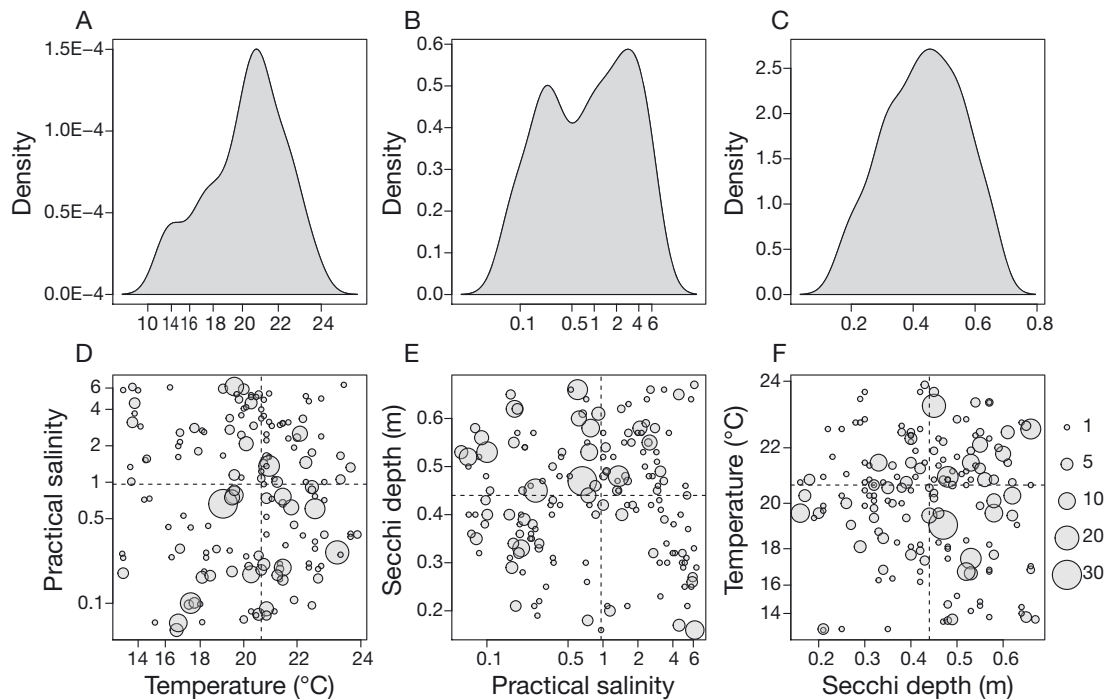 A
B
C
1.5E−4
1.0E−4
0.5E−4
0.0E−4
Density
10 14 16 18 20 22 24
0.6
0.5
0.4
0.3
0.2
0.1
0.0
Density
0.1 0.5 1 2 4 6
2.5
2.0
1.5
1.0
0.5
0.0
Density
0.2 0.4 0.6 0.8
D
E
F
6
4
2
1
0.5
0.1
Practical salinity
14 16 18 20 22 24
Temperature (°C)
0.6
0.5
0.4
0.3
0.2
Secchi depth (m)
0.1 0.5 1 2 4 6
Practical salinity
24
22
20
18
16
14
Temperature (°C)
0.2 0.3 0.4 0.5 0.6
Secchi depth (m)
1
5
10
20
30